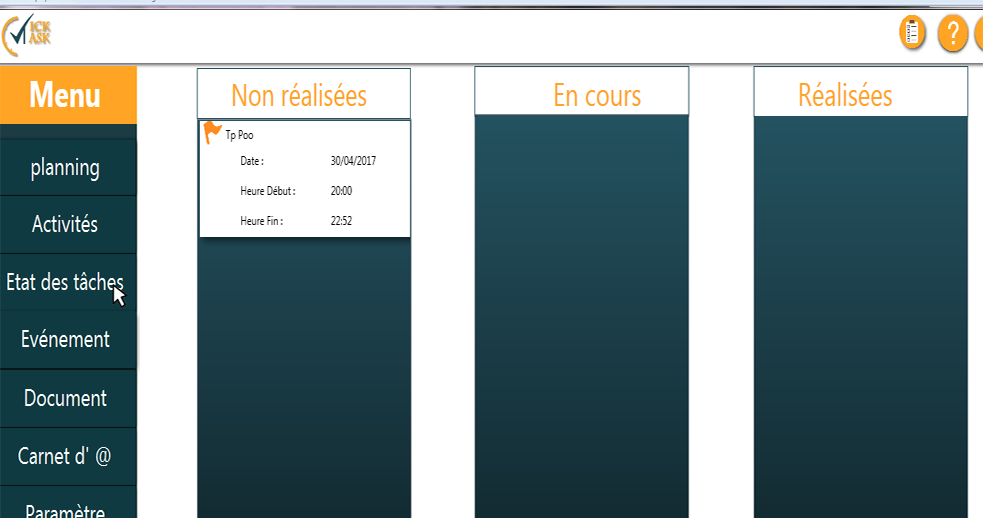 ICK
ASK
?
Menu
planning
Activités
Etat des tâches
Evénement
Document
Carnet d' @
Paramètre
Non réalisées
Tp Poo
Date : 30/04/2017
Heure Début : 20:00
Heure Fin : 22:52
En cours
Réalisées